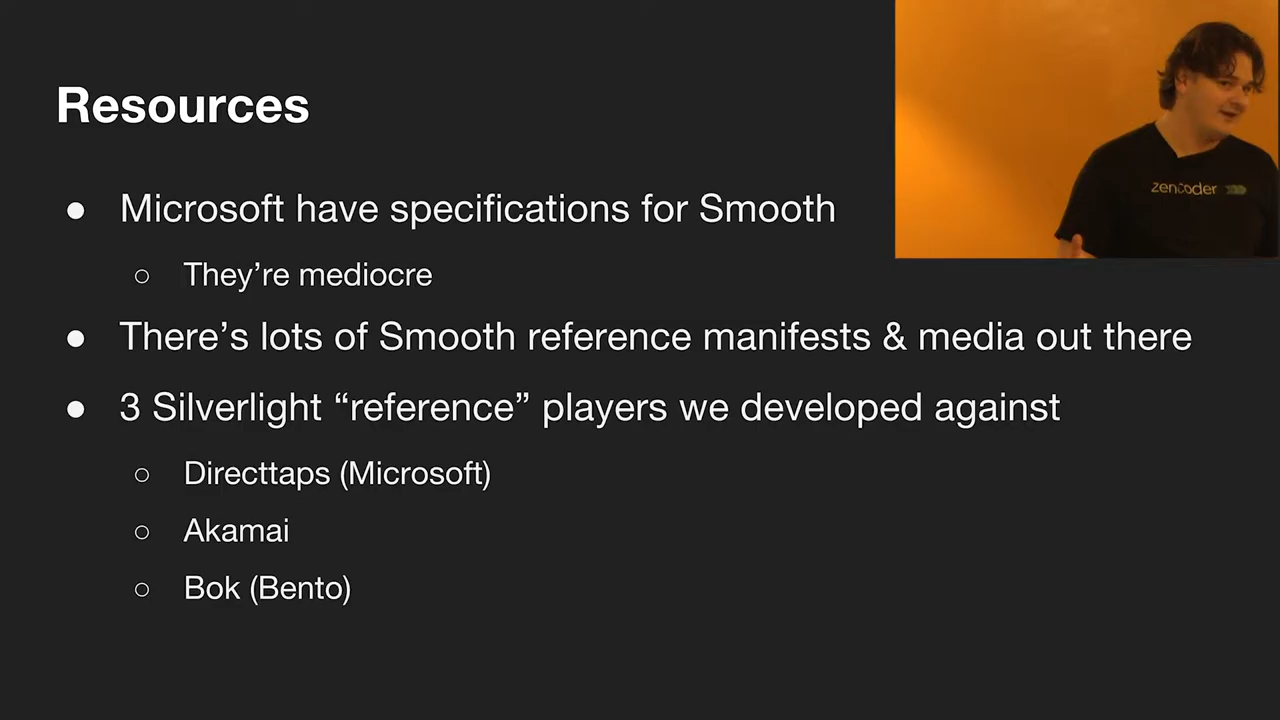 Resources
● Microsoft have specifications for Smooth
○ They’re mediocre
● There’s lots of Smooth reference manifests & media out there
● 3 Silverlight “reference” players we developed against
○ Directtaps (Microsoft)
○ Akamai
○ Bok (Bento)
zencoder